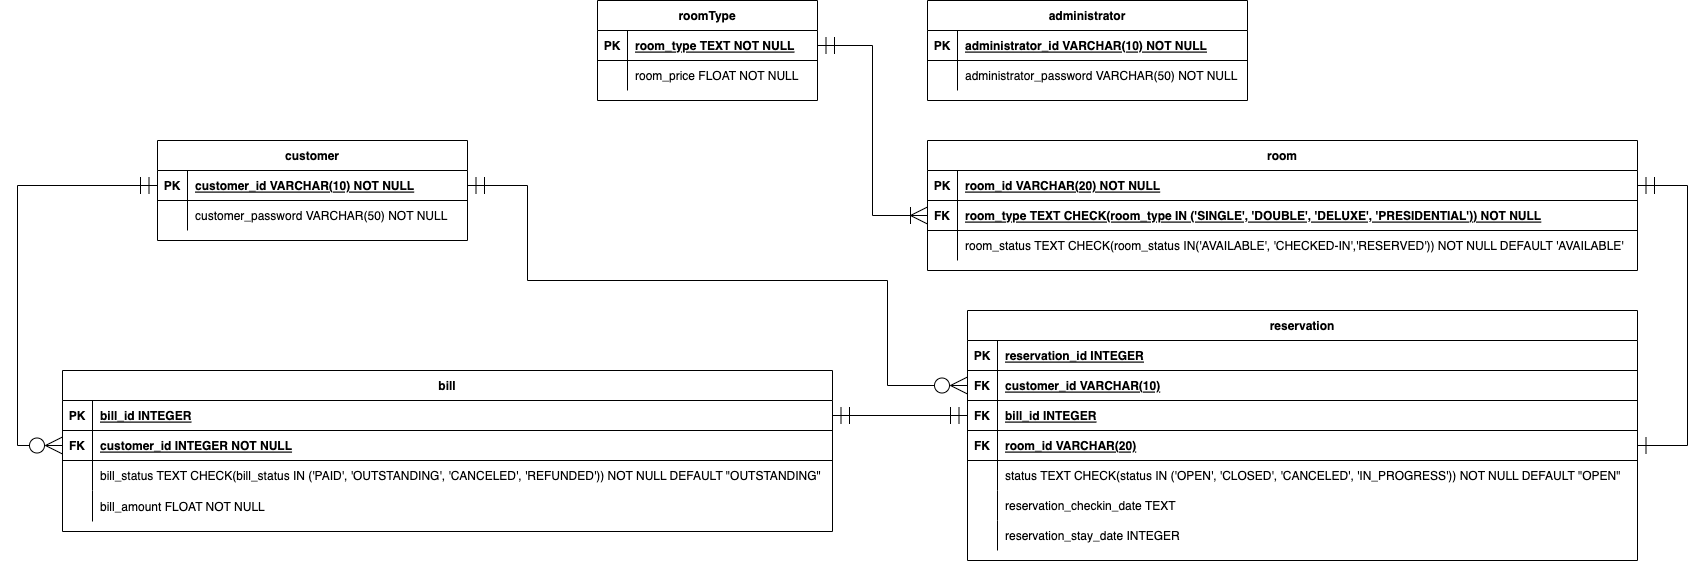 roomType
PK room_type TEXT NOT NULL
room_price FLOAT NOT NULL
administrator
PK administrator_id VARCHAR(10) NOT NULL
administrator_password VARCHAR(50) NOT NULL
customer
PK customer_id VARCHAR(10) NOT NULL
customer_password VARCHAR(50) NOT NULL
room
PK room_id VARCHAR(20) NOT NULL
FK room_type TEXT CHECK(room_type IN ('SINGLE', 'DOUBLE', 'DELUXE', 'PRESIDENTIAL')) NOT NULL
room_status TEXT CHECK(room_status IN('AVAILABLE', 'CHECKED-IN','RESERVED')) NOT NULL DEFAULT 'AVAILABLE'
bill
PK bill_id INTEGER
FK customer_id INTEGER NOT NULL
bill_status TEXT CHECK(bill_status IN ('PAID', 'OUTSTANDING', 'CANCELED', 'REFUNDED')) NOT NULL DEFAULT "OUTSTANDING"
bill_amount FLOAT NOT NULL
reservation
PK reservation_id INTEGER
FK customer_id VARCHAR(10)
FK bill_id INTEGER
FK room_id VARCHAR(20)
status TEXT CHECK(status IN ('OPEN', 'CLOSED', 'CANCELED', 'IN_PROGRESS')) NOT NULL DEFAULT "OPEN"
reservation_checkin_date TEXT
reservation_stay_date INTEGER